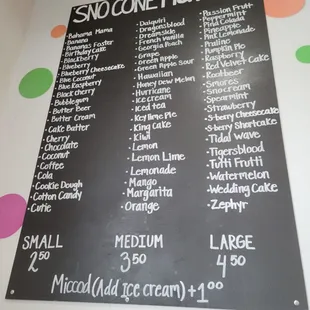 SNO CONE
Bahama Mama
Banana
Bananas Foster
Birthday Cake
Blackberry
Blueberry
Blueberry Cheesecake
Blue Coconut
Blue Raspberry
Black Cherry
Bubblegum
Butter Beer
Butter Cream
Cake Batter
Cherry
Chocolate
Coconut
Coffee
Cola
Cookie Dough
Cotton Candy
Cutie
Daiquiri
Dragonsblood
Dreamsicle
French Vanilla
Georgia Peach
Grape
Green Apple
Green Apple Sour
Hawaiian
Honey Dew Melon
Hurricane
Ice Cream
Iced tea
Key lime Me
King Cake
Kiwi
Lemon
Lemon Lime
Lemonade
Mango
Margarita
Orange
Passion Fruit
Peppermint
Pina Colada
Pineapple
Pink Lemonade
Praline
Pumpkin Me
Raspberry
Red Velvet Cake
Rootbeer
Smores
Snocream
Spearmint
Strawberry
S-berry Cheesecake
S-berry Shortcake
Tidal Wave
Tigersblood
Tutti Frutti
Watermelon
Wedding Cake
Zephyr
SMALL MEDIUM LARGE
2.50 3.50 4.50
Miccod (Add Ice cream) +1.00